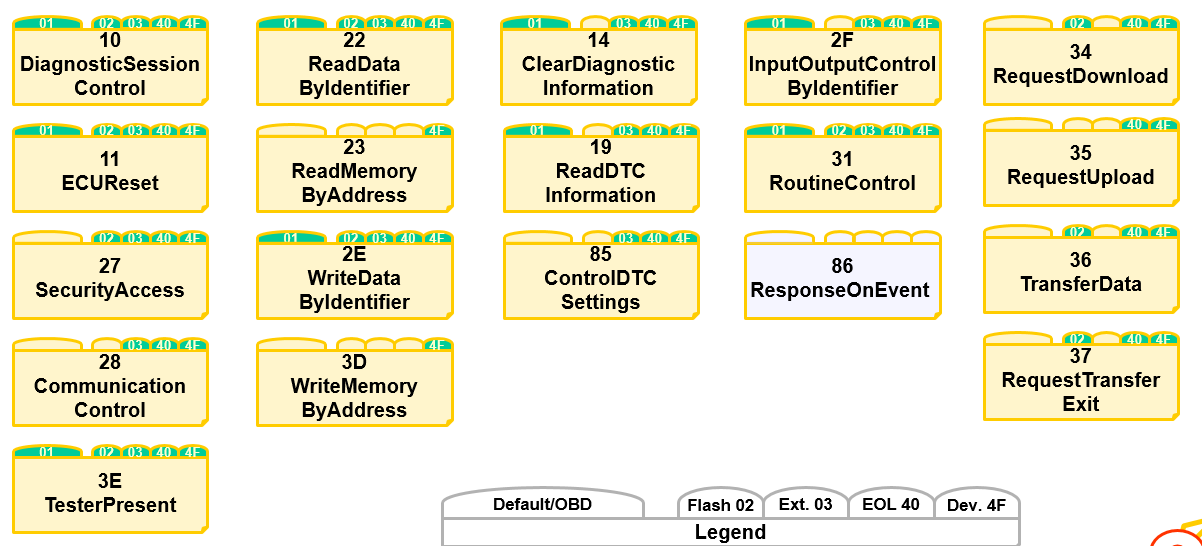 01 02 03 40 4F
10
DiagnosticSession
Control
01 02 03 40 4F
22
ReadData
ByIdentifier
01 03 40 4F
14
ClearDiagnostic
Information
01 03 40 4F
2F
InputOutputControl
ByIdentifier
02 40 4F
34
RequestDownload
01 02 03 40 4F
11
ECUReset
4F
23
ReadMemory
ByAddress
01 03 40 4F
19
ReadDTC
Information
01 02 03 40 4F
31
RoutineControl
40 4F
35
RequestUpload
02 03 40 4F
27
SecurityAccess
01 02 03 40 4F
2E
WriteData
ByIdentifier
03 40 4F
85
ControlDTC
Settings
86
ResponseOnEvent
02 40 4F
36
TransferData
03 40 4F
28
Communication
Control
4F
3D
WriteMemory
ByAddress
02 40 4F
37
RequestTransfer
Exit
01 02 03 40 4F
3E
TesterPresent
Default/OBD Flash 02 Ext. 03 EOL 40 Dev. 4F
Legend